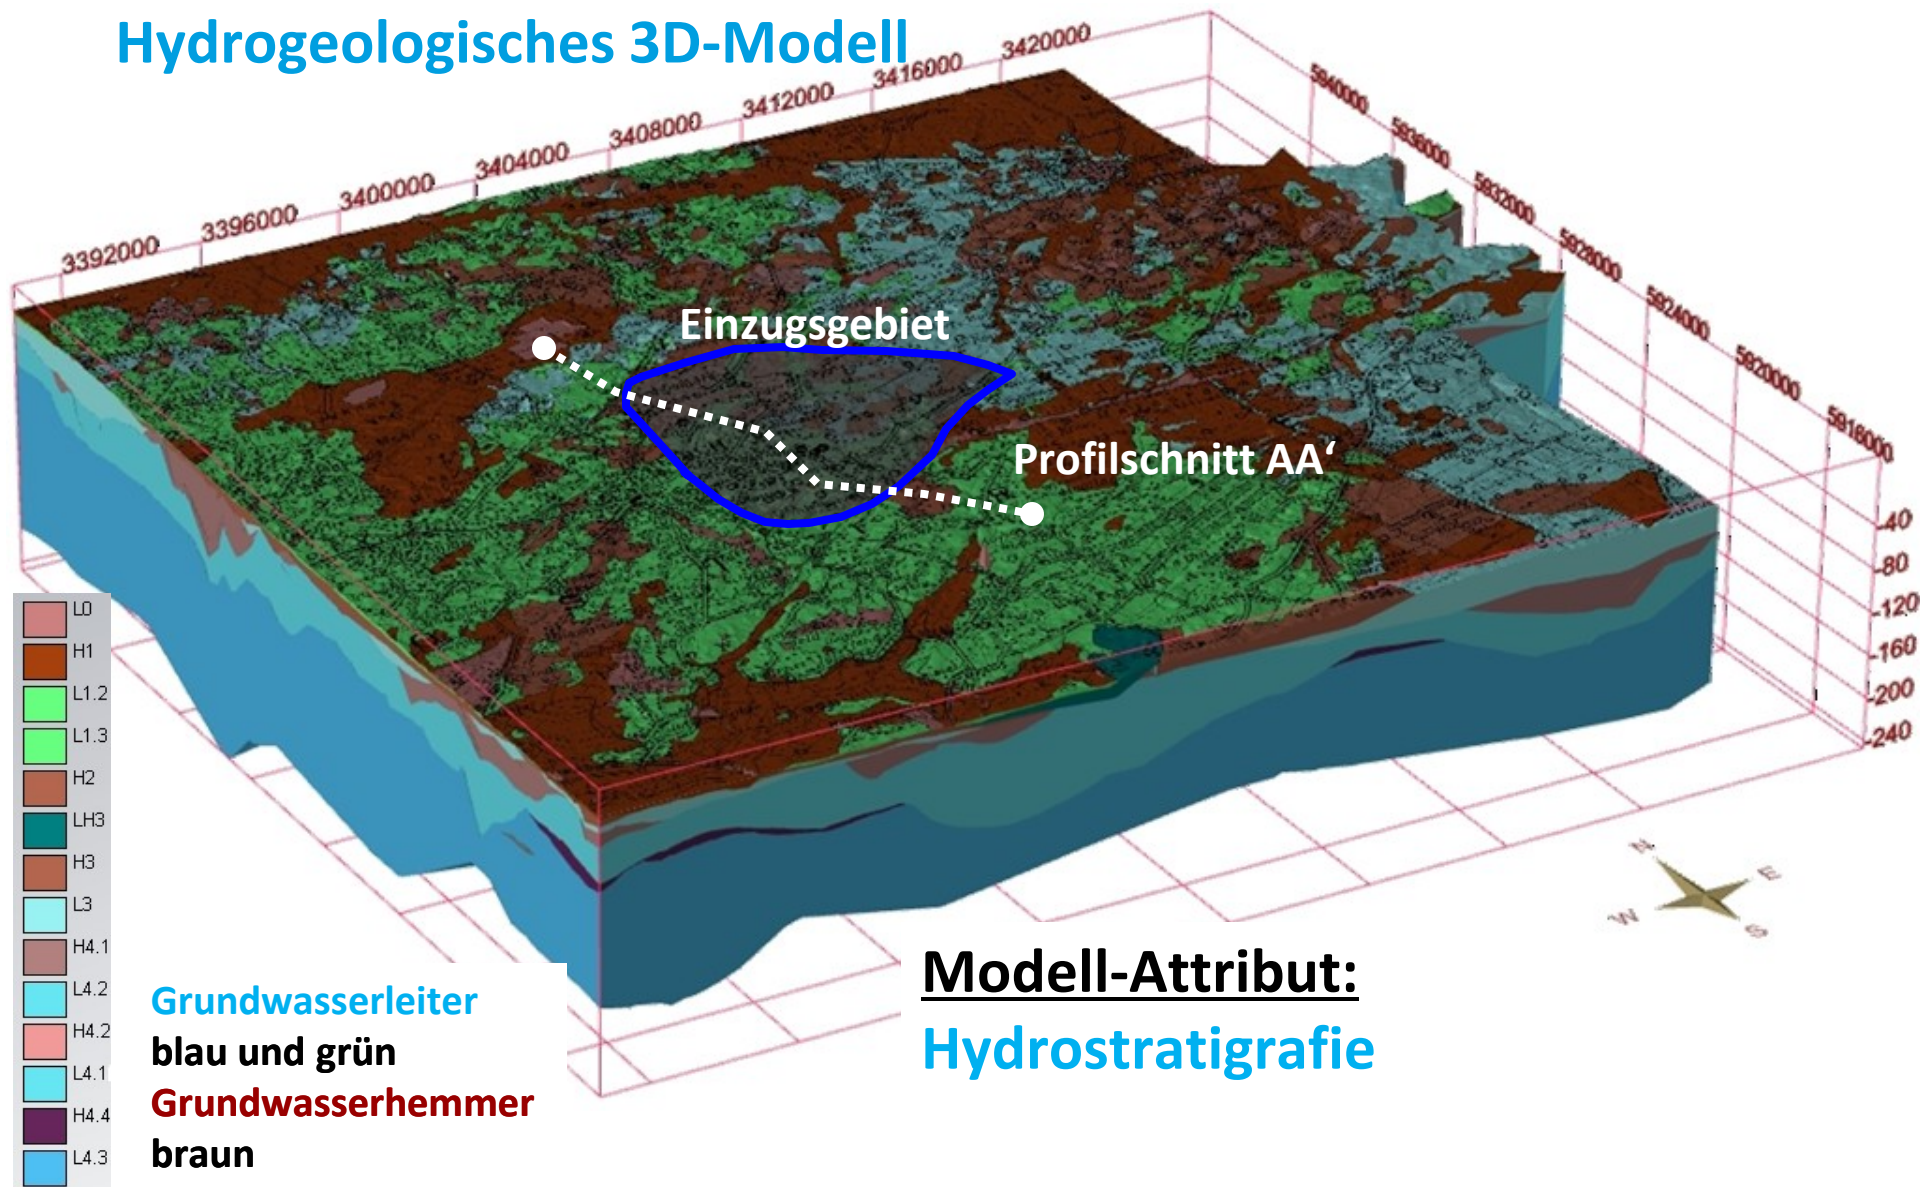 Hydrogeologisches 3D-Modell
3392000
3396000
3400000
3404000
3408000
3412000
3416000
3420000
5940000
5936000
5932000
5928000
5924000
5920000
5916000
-40
-80
-120
-160
-200
-240
Einzugsgebiet
Profilschnitt AA‘
L0
H1
L1.2
L1.3
H2
LH3
H3
L3
H4.1
L4.2
H4.2
L4.1
H4.4
L4.3
N
E
W
S
Grundwasserleiter
blau und grün
Grundwasserhemmer
braun
Modell-Attribut:
Hydrostratigrafie